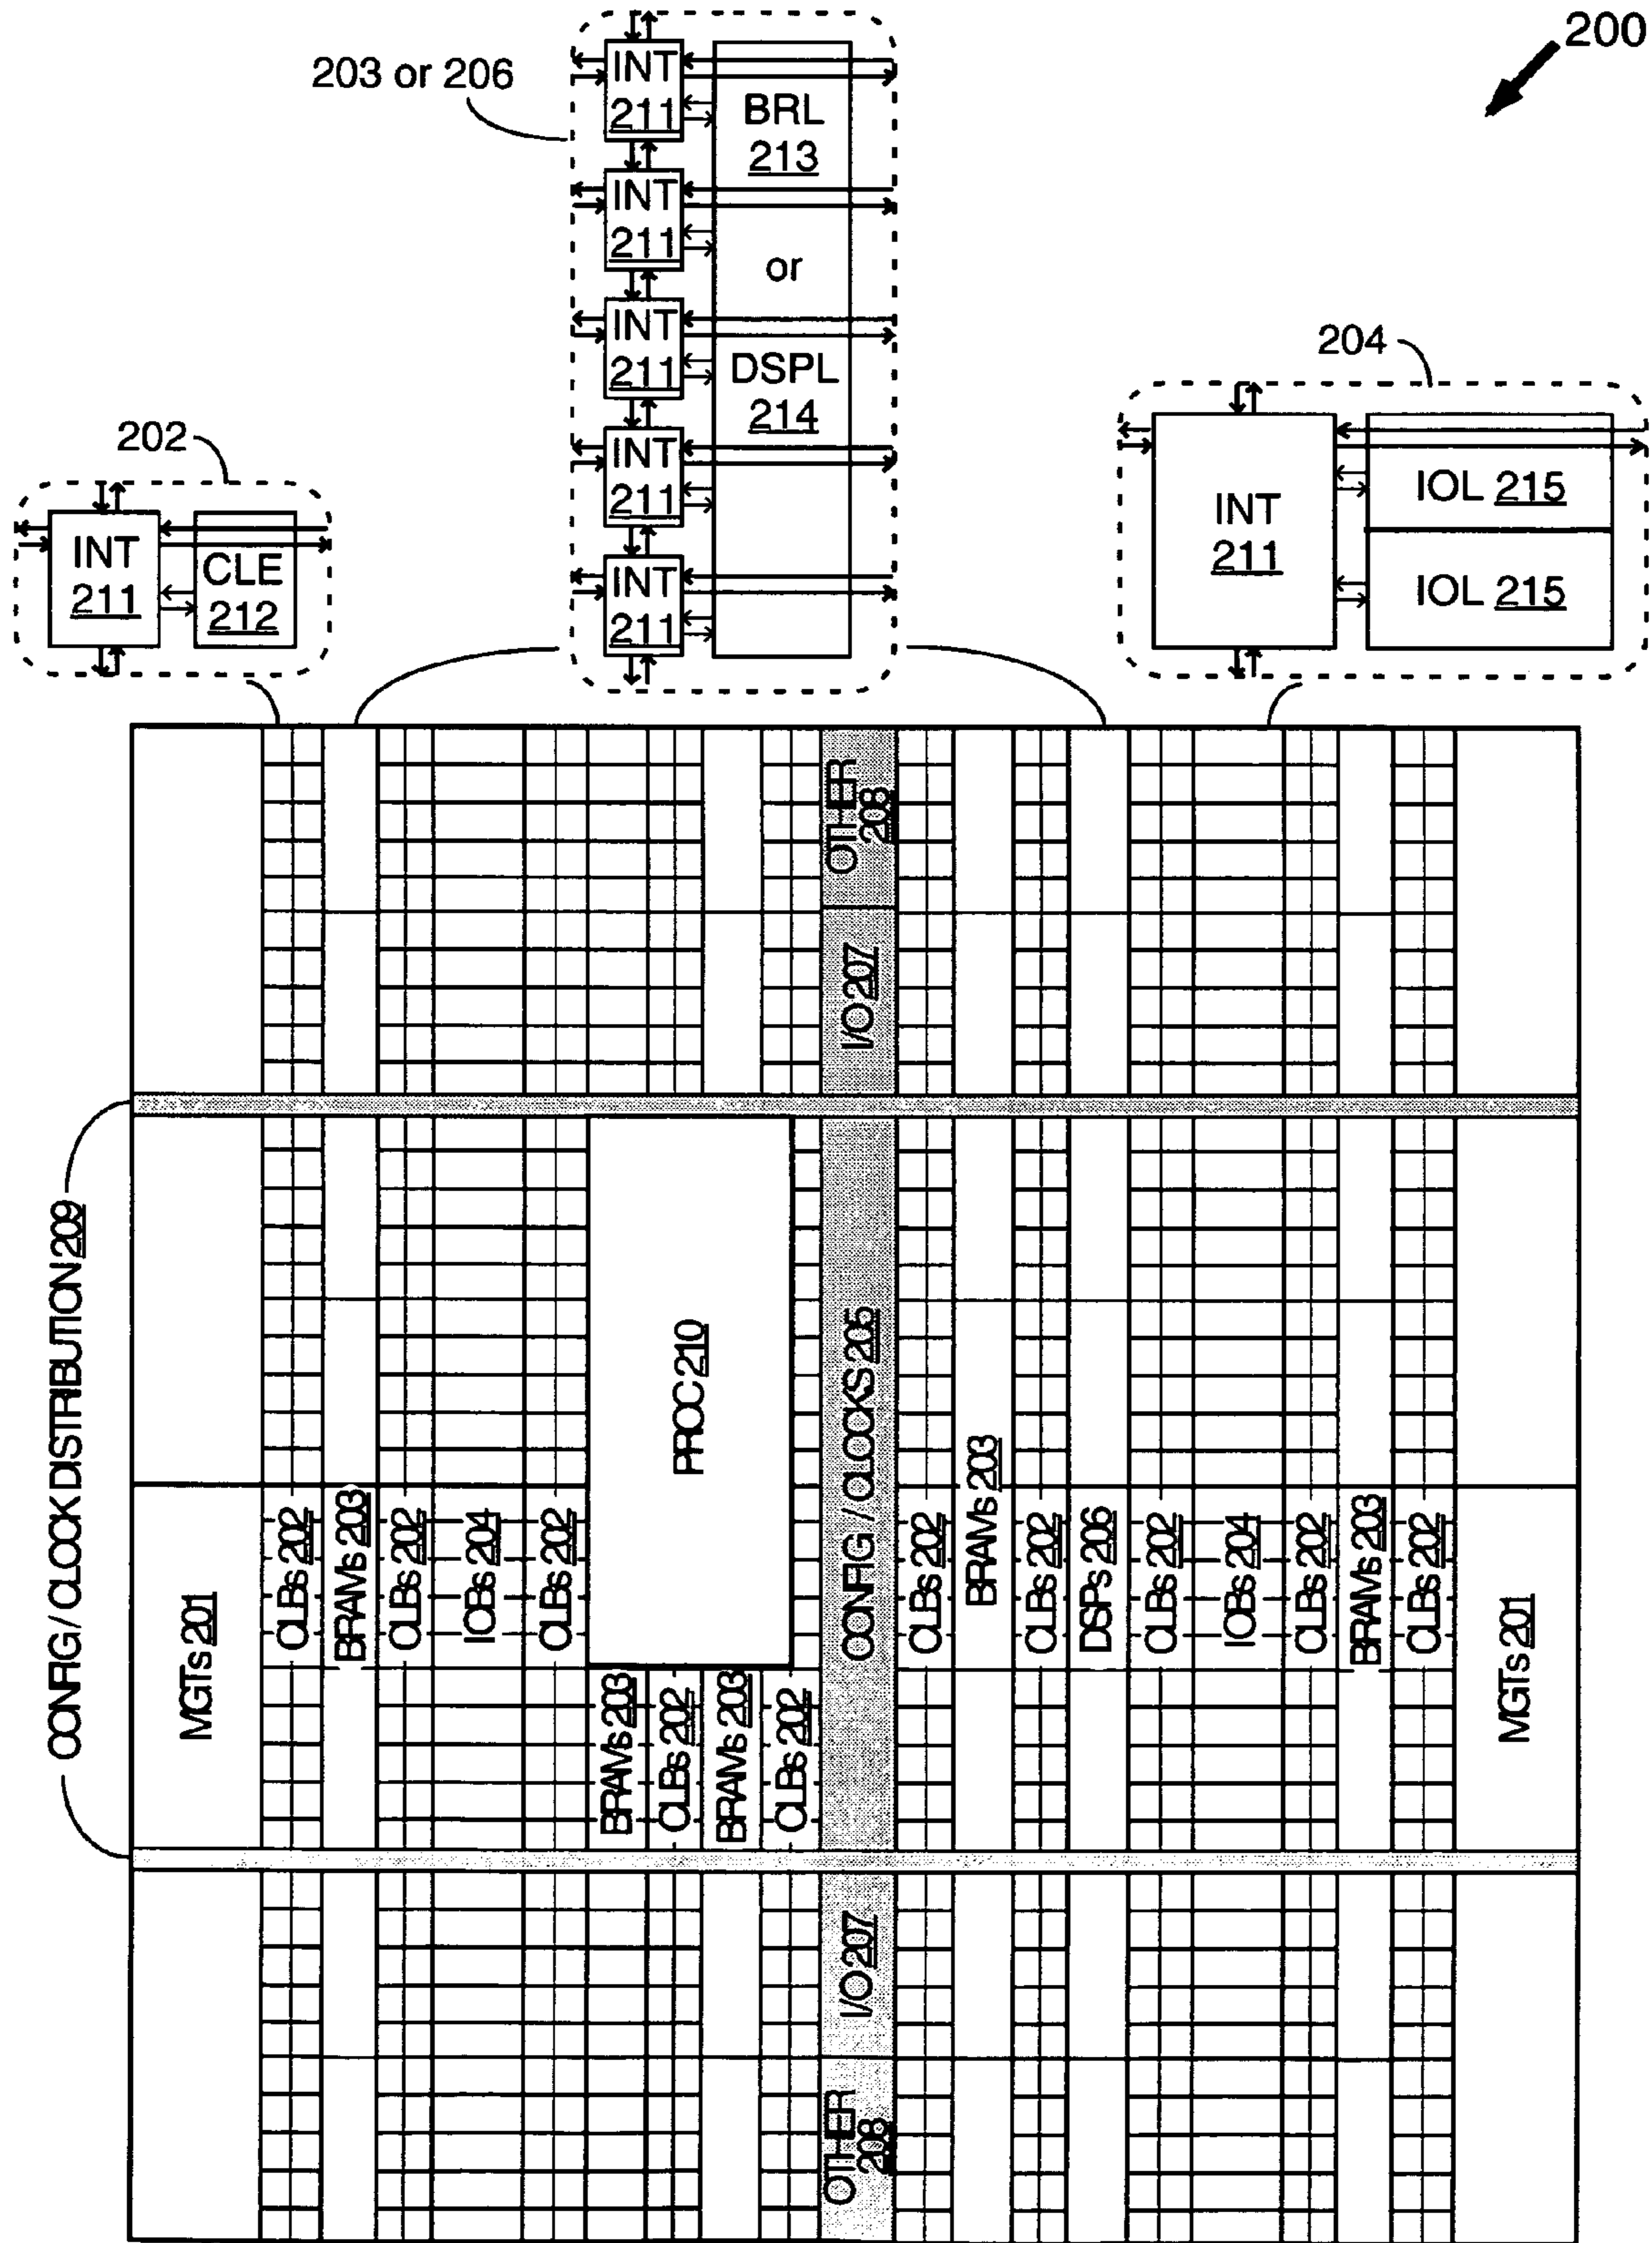 200
203 or 206
INT
211
INT
211
INT
211
INT
211
INT
211
BRL
213
or
DSPL
214
204
INT
211
IOL 215
IOL 215
202
INT
211
CLE
212
OTHER
208
I/O 207
CONFIG / CLOCK DISTRIBUTION 209
PROC 210
CONFIG / CLOCKS 205
MGTs 201
CLBs 202
BRAMs 203
CLBs 202
IOBs 204
CLBs 202
BRAMs 203
CLBs 202
BRAMs 203
CLBs 202
CLBs 202
BRAMs 203
CLBs 202
DSPs 206
CLBs 202
IOBs 204
CLBs 202
BRAMs 203
CLBs 202
MGTs 201
I/O 207
OTHER
208